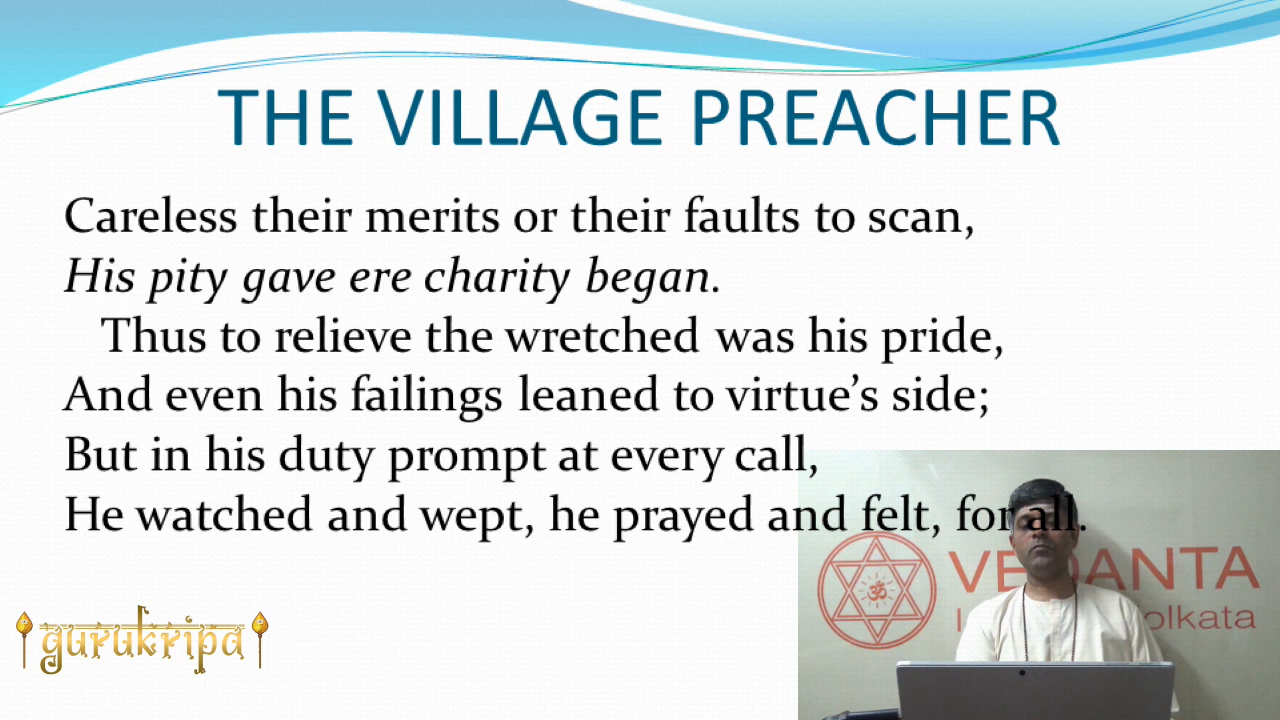 THE VILLAGE PREACHER
Careless their merits or their faults to scan,
His pity gave ere charity began.
Thus to relieve the wretched was his pride,
And even his failings leaned to virtue’s side;
But in his duty prompt at every call,
He watched and wept, he prayed and felt, for all.
ॐ
VEDANTA
olkata
gurukripa